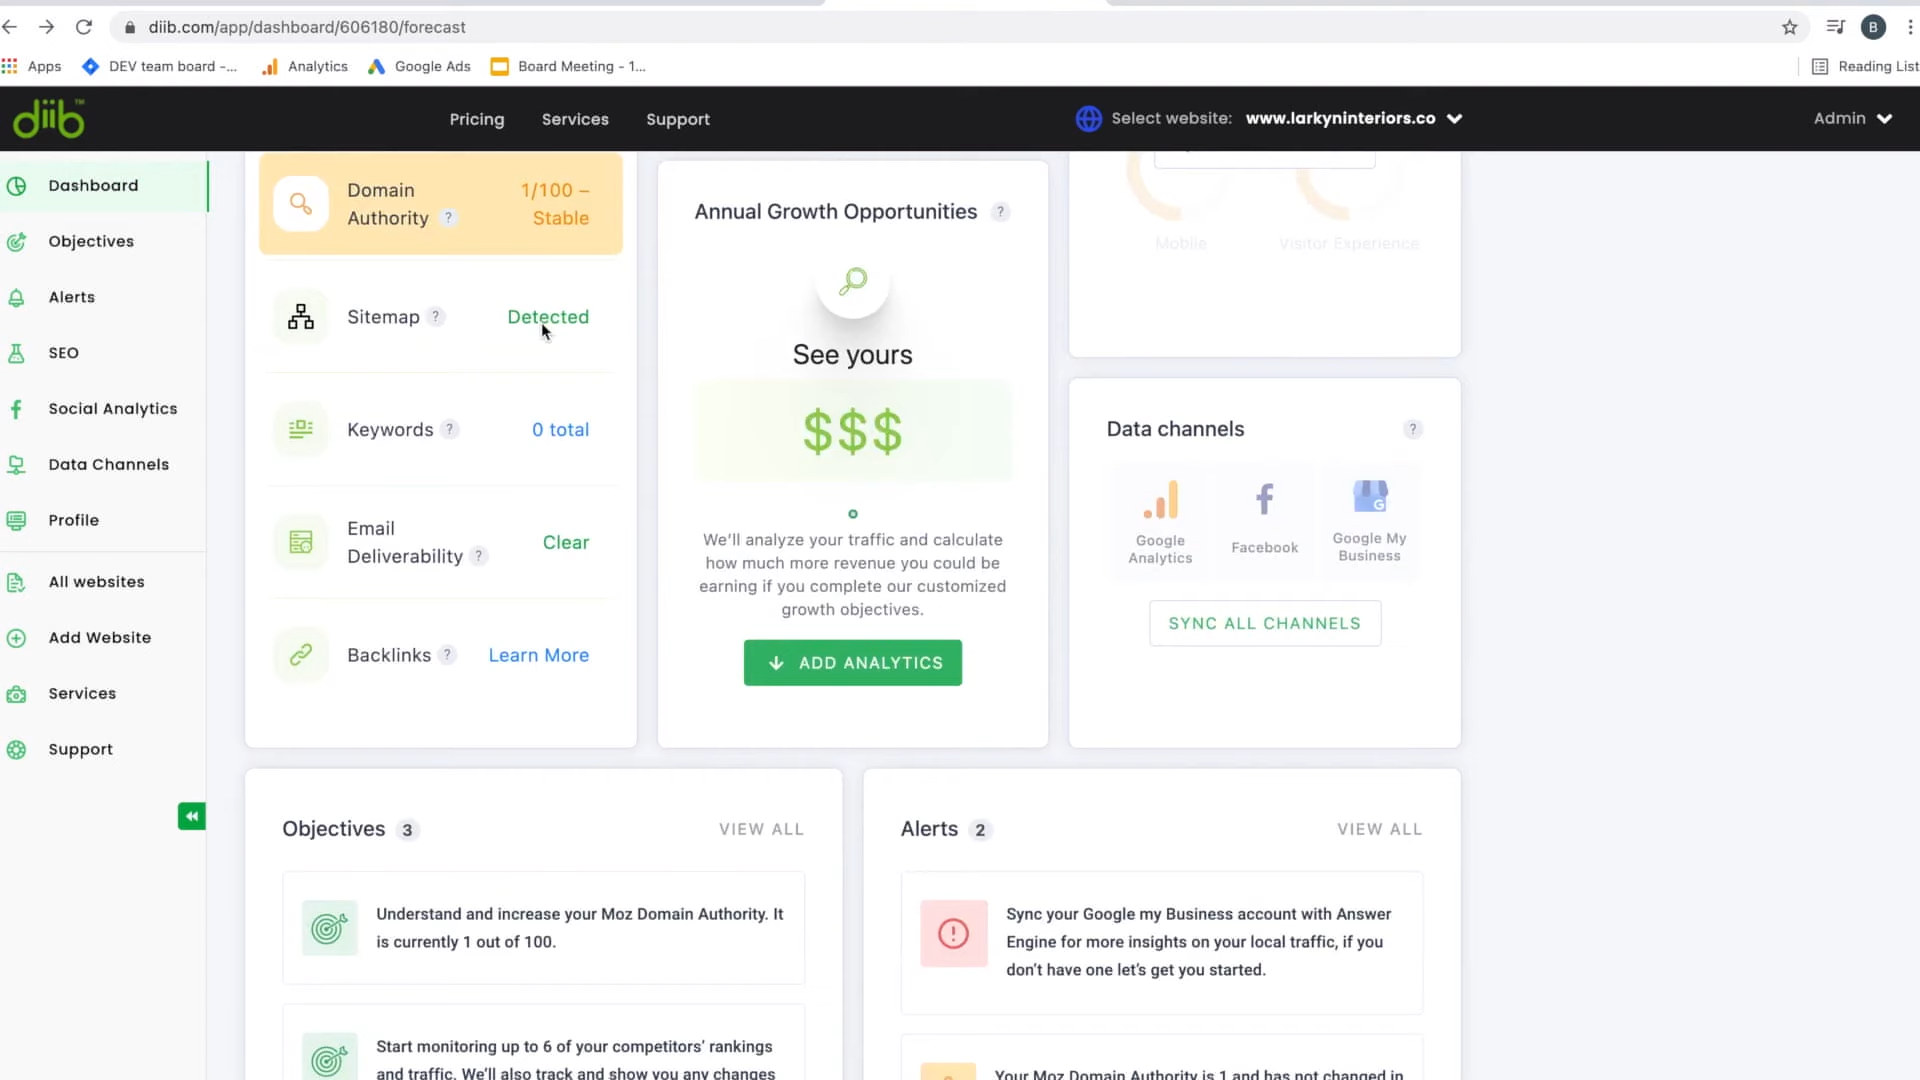 diib.com/app/dashboard/606180/forecast
B
Apps
DEV team board -...
Analytics
Google Ads
Board Meeting - 1...
Reading List
diib™
Pricing
Services
Support
Select website: www.larkyninteriors.co
Admin
Dashboard
Objectives
Alerts
SEO
Social Analytics
Data Channels
Profile
All websites
Add Website
Services
Support
Domain
Authority ?
1/100 –
Stable
Sitemap ?
Detected
Keywords ?
0 total
Email
Deliverability ?
Clear
Backlinks ?
Learn More
Annual Growth Opportunities ?
See yours
$$$
We'll analyze your traffic and calculate
how much more revenue you could be
earning if you complete our customized
growth objectives.
ADD ANALYTICS
Mobile
Visitor Experience
Data channels ?
Google
Analytics
Facebook
G
Google My
Business
SYNC ALL CHANNELS
Objectives 3
VIEW ALL
Understand and increase your Moz Domain Authority. It
is currently 1 out of 100.
Start monitoring up to 6 of your competitors' rankings
and traffic. We'll also track and show you any changes
Alerts 2
VIEW ALL
Sync your Google my Business account with Answer
Engine for more insights on your local traffic, if you
don't have one let's get you started.
Your Moz Domain Authority is 1 and has not changed in